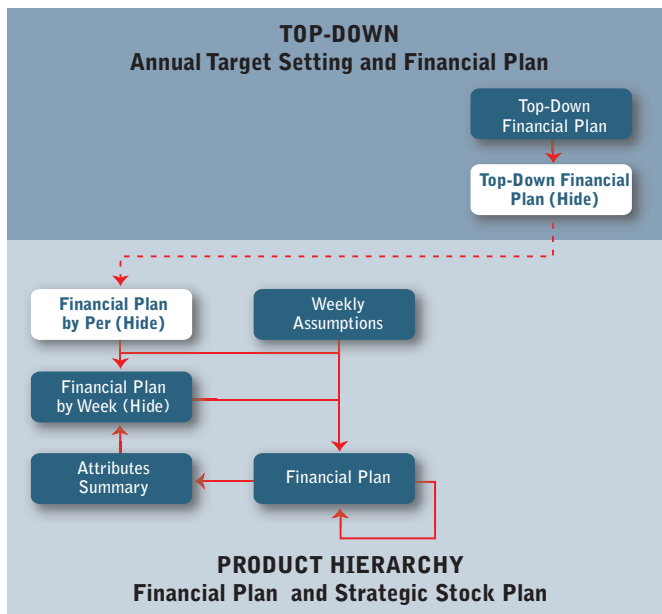 TOP-DOWN
Annual Target Setting and Financial Plan
Top-Down
Financial Plan
Top-Down Financial
Plan (Hide)
Financial Plan
by Per (Hide)
Weekly
Assumptions
Financial Plan
by Week (Hide)
Attributes
Summary
Financial Plan
PRODUCT HIERARCHY
Financial Plan and Strategic Stock Plan